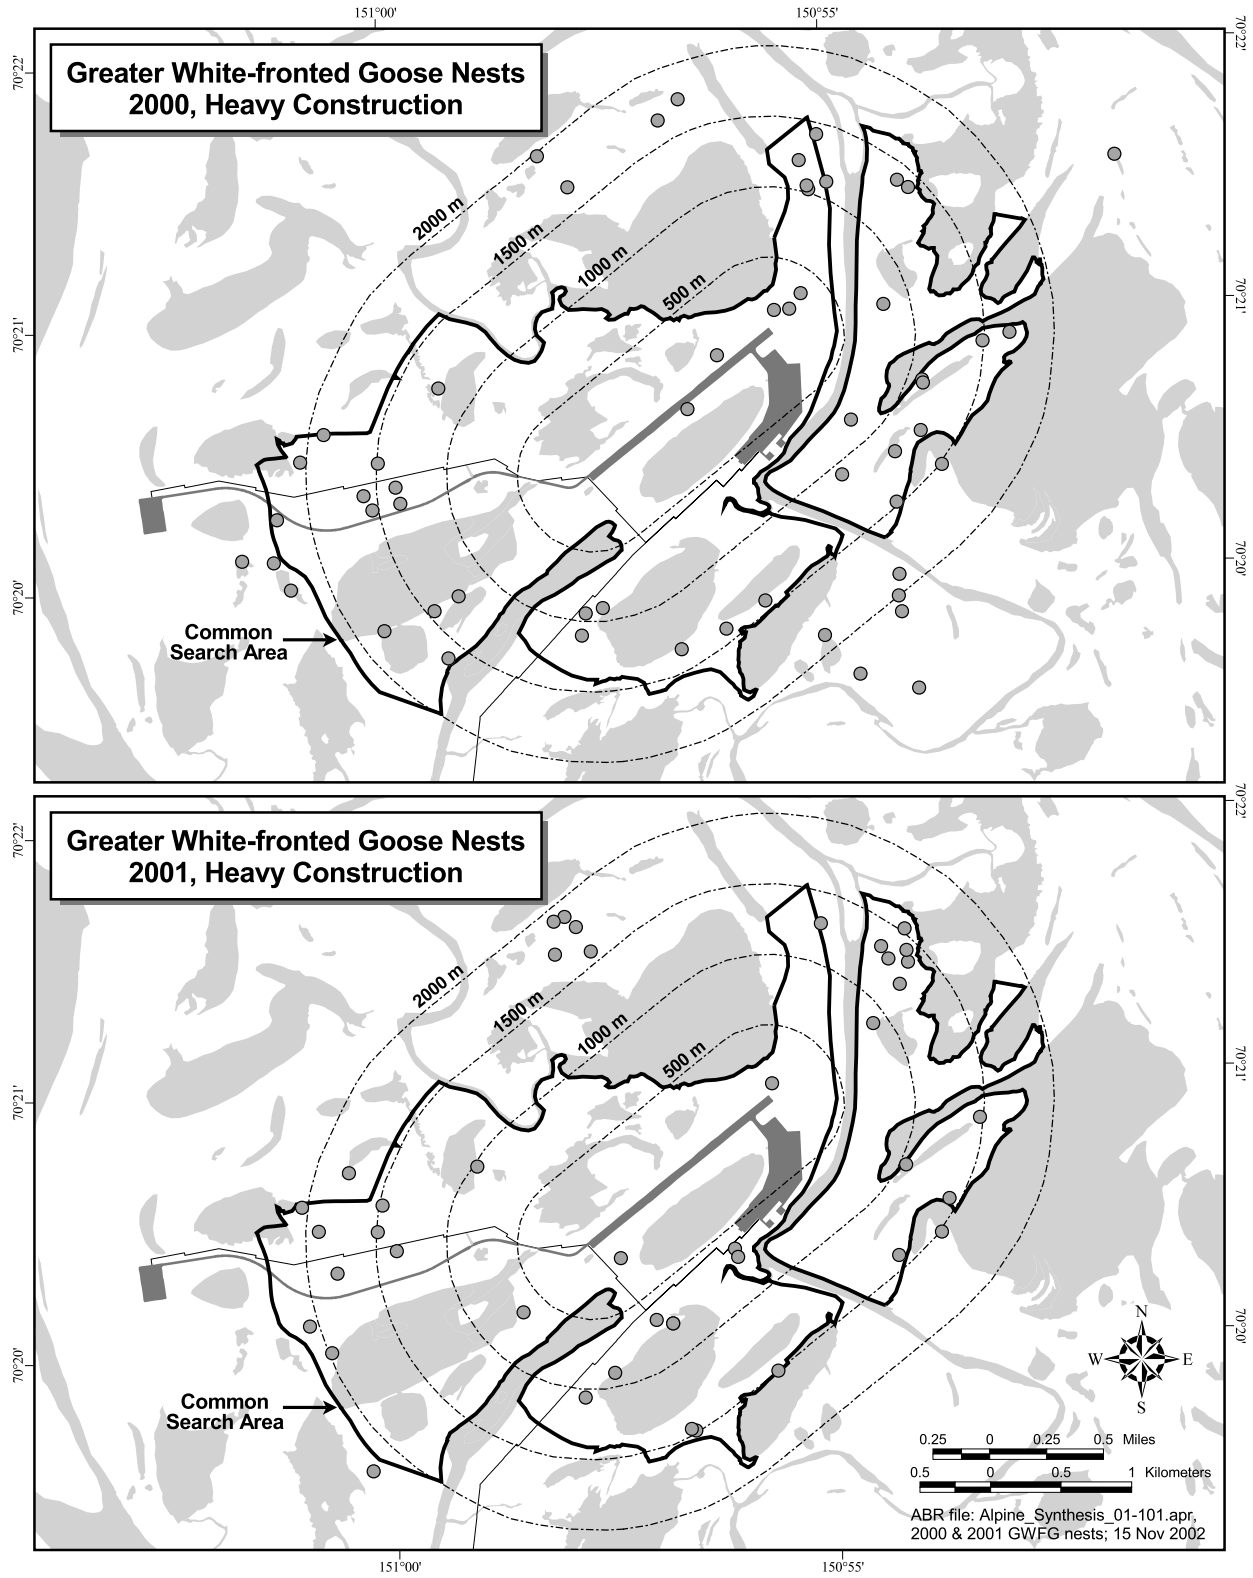 151°00'
150°55'
70°22'
70°22'
Greater White-fronted Goose Nests
2000, Heavy Construction
2000 m
1500 m
1000 m
500 m
70°21'
70°21'
70°20'
70°20'
Common
Search Area
70°22'
70°22'
Greater White-fronted Goose Nests
2001, Heavy Construction
2000 m
1500 m
1000 m
500 m
70°21'
70°21'
70°20'
70°20'
Common
Search Area
N
W
E
S
0.25 0 0.25 0.5 Miles
0.5 0 0.5 1 Kilometers
ABR file: Alpine_Synthesis_01-101.apr,
2000 & 2001 GWFG nests; 15 Nov 2002
151°00'
150°55'